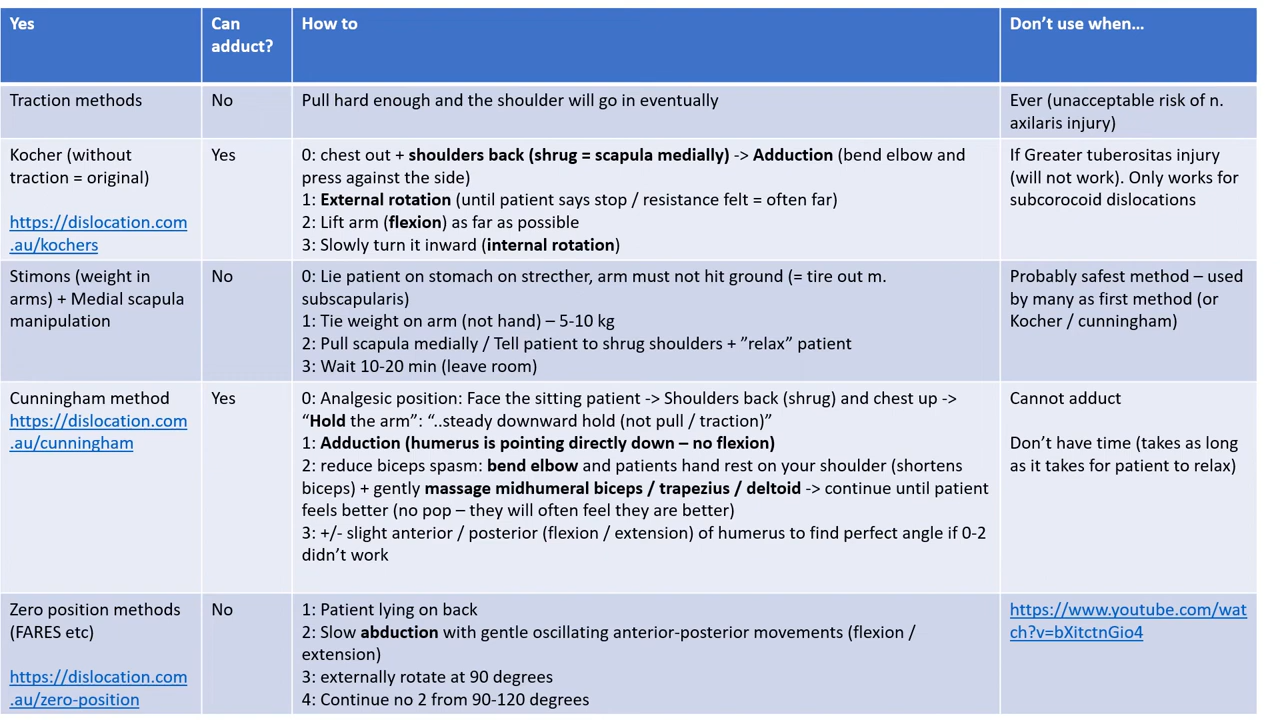 Yes
Can
adduct?
How to
Don’t use when…
Traction methods
No
Pull hard enough and the shoulder will go in eventually
Ever (unacceptable risk of n.
axilaris injury)
Kocher (without
traction = original)
https://dislocation.com
.au/kochers
Yes
0: chest out + shoulders back (shrug = scapula medially) -> Adduction (bend elbow and
press against the side)
1: External rotation (until patient says stop / resistance felt = often far)
2: Lift arm (flexion) as far as possible
3: Slowly turn it inward (internal rotation)
If Greater tuberositas injury
(will not work). Only works for
subcorocoid dislocations
Stimons (weight in
arms) + Medial scapula
manipulation
No
0: Lie patient on stomach on strecther, arm must not hit ground (= tire out m.
subscapularis)
1: Tie weight on arm (not hand) – 5-10 kg
2: Pull scapula medially / Tell patient to shrug shoulders + ”relax” patient
3: Wait 10-20 min (leave room)
Probably safest method – used
by many as first method (or
Kocher / cunningham)
Cunningham method
https://dislocation.com
.au/cunningham
Yes
0: Analgesic position: Face the sitting patient -> Shoulders back (shrug) and chest up ->
“Hold the arm”: “..steady downward hold (not pull / traction)”
1: Adduction (humerus is pointing directly down – no flexion)
2: reduce biceps spasm: bend elbow and patients hand rest on your shoulder (shortens
biceps) + gently massage midhumeral biceps / trapezius / deltoid -> continue until patient
feels better (no pop – they will often feel they are better)
3: +/- slight anterior / posterior (flexion / extension) of humerus to find perfect angle if 0-2
didn’t work
Cannot adduct
Don’t have time (takes as long
as it takes for patient to relax)
Zero position methods
(FARES etc)
https://dislocation.com
.au/zero-position
No
1: Patient lying on back
2: Slow abduction with gentle oscillating anterior-posterior movements (flexion /
extension)
3: externally rotate at 90 degrees
4: Continue no 2 from 90-120 degrees
https://www.youtube.com/wat
ch?v=bXitctnGio4